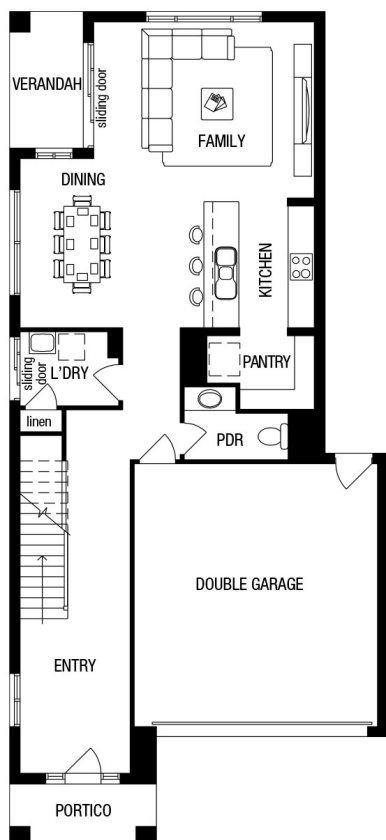 VERANDAH
sliding door
FAMILY
DINING
KITCHEN
sliding
door
L'DRY
PANTRY
linen
PDR
DOUBLE GARAGE
ENTRY
PORTICO